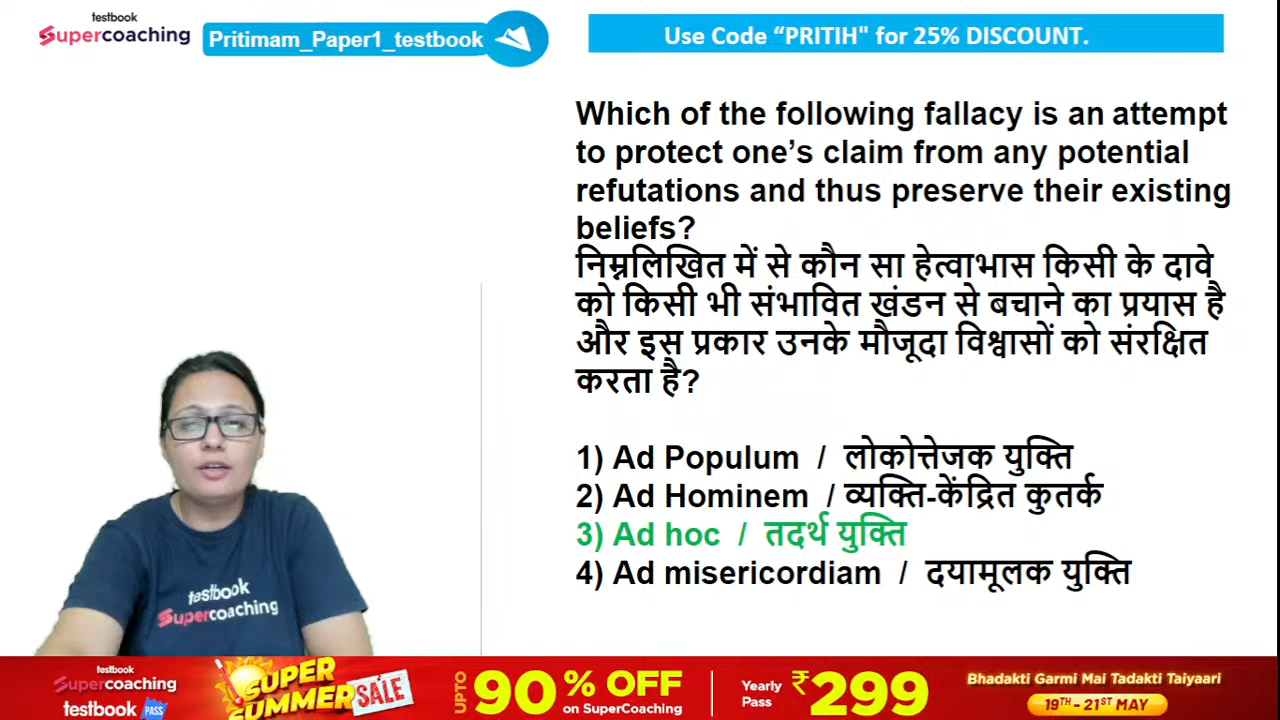 testbook
Supercoaching
Pritimam_Paper1_testbook
Use Code “PRITIH" for 25% DISCOUNT.
Which of the following fallacy is an attempt
to protect one’s claim from any potential
refutations and thus preserve their existing
beliefs?
निम्नलिखित में से कौन सा हेत्वाभास किसी के दावे
को किसी भी संभावित खंडन से बचाने का प्रयास है
और इस प्रकार उनके मौजूदा विश्वासों को संरक्षित
करता है?
1) Ad Populum / लोकोत्तेजक युक्ति
2) Ad Hominem / व्यक्ति-केंद्रित कुतर्क
3) Ad hoc / तदर्थ युक्ति
4) Ad misericordiam / दयामूलक युक्ति
testbook
Supercoaching
testbook
Supercoaching
testbook PASS
SUPER
SUMMER SALE
UPTO 90% OFF
on SuperCoaching
Yearly
Pass
₹299
Bhadakti Garmi Mai Tadakti Taiyaari
19TH - 21ST MAY